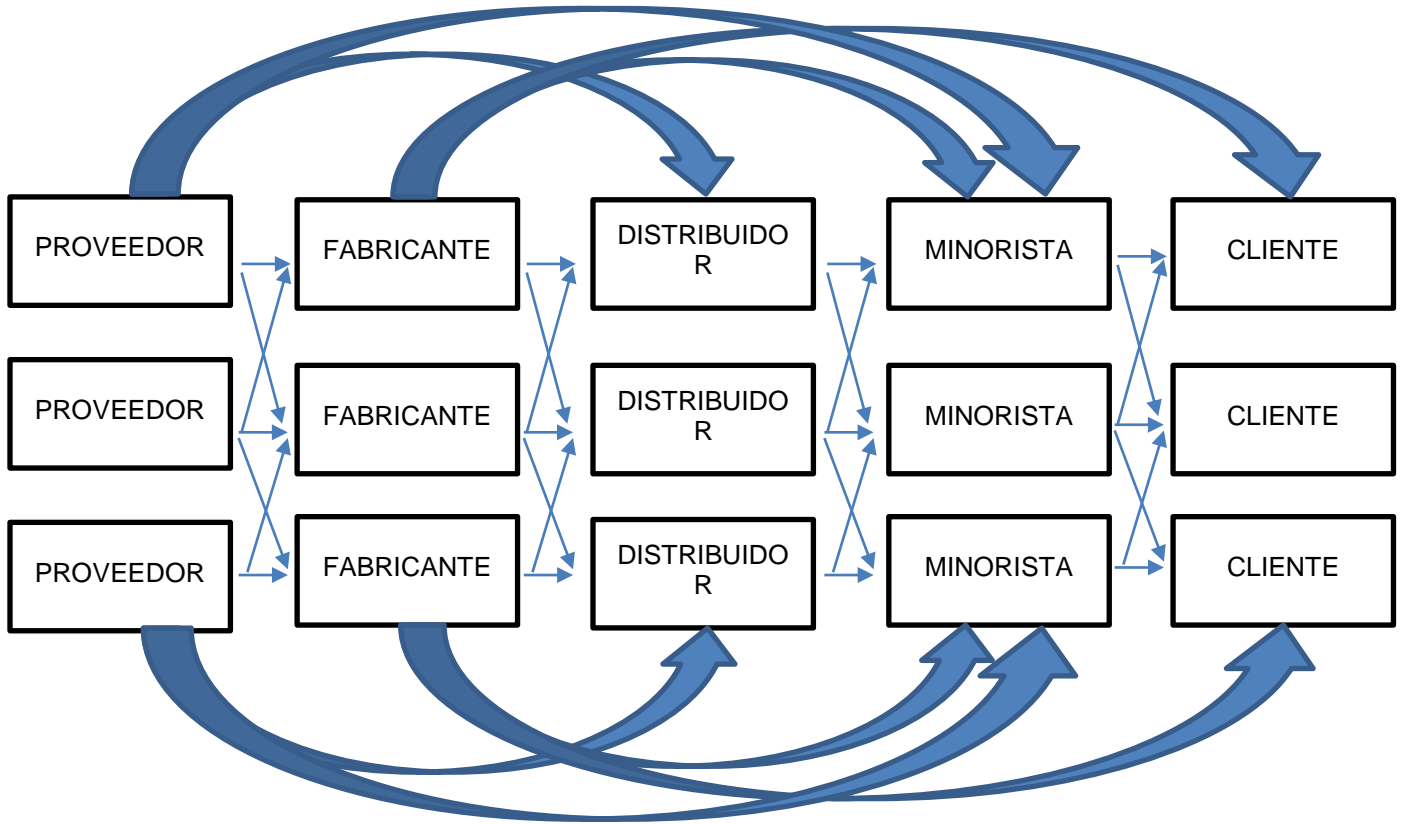 PROVEEDOR
FABRICANTE
DISTRIBUIDO
R
MINORISTA
CLIENTE
PROVEEDOR
FABRICANTE
DISTRIBUIDO
R
MINORISTA
CLIENTE
PROVEEDOR
FABRICANTE
DISTRIBUIDO
R
MINORISTA
CLIENTE